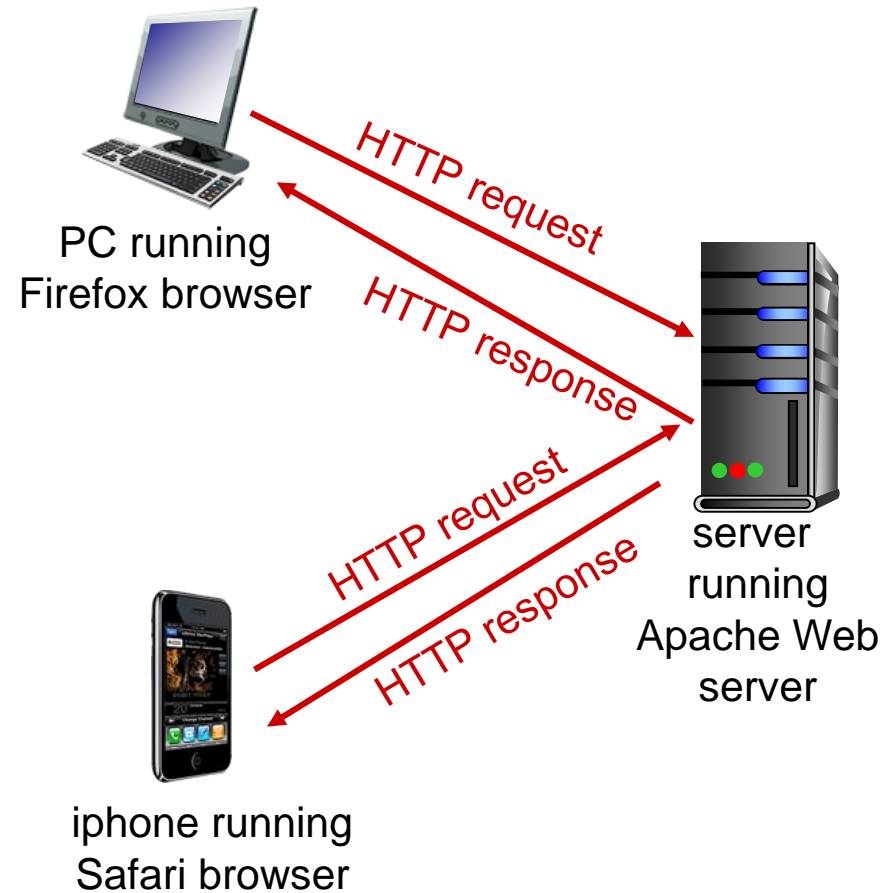 HTTP request
PC running
Firefox browser
HTTP response
HTTP request
HTTP response
server
running
Apache Web
server
iphone running
Safari browser